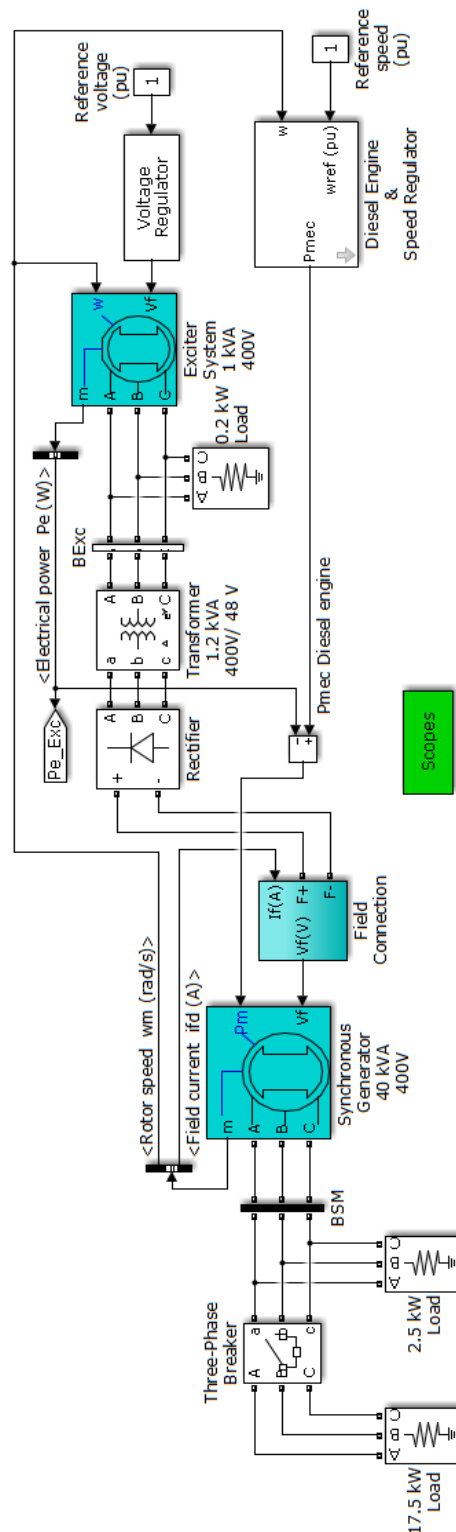 Reference
voltage
(pu)
1
Voltage
Regulator
1
Reference
speed
(pu)
w
wref (pu)
Pmec
Diesel Engine
&
Speed Regulator
w
Vf
m
A
B
C
Exciter
System
1 kVA
400V
A
B
C
0.2 kW
Load
<Electrical power Pe (W)>
Pe_Exc
BExc
A
B
C
a
b
c
Transformer
1.2 kVA
400V/ 48 V
A
B
C
+
-
Rectifier
Pmec Diesel engine
-
+
Scopes
<Rotor speed wm (rad/s)>
<Field current ifd (A)>
If(A)
F+
F-
Vf(V)
Field
Connection
Pm
Vf
m
A
B
C
Synchronous
Generator
40 kVA
400V
BSM
Three-Phase
Breaker
A
B
C
a
b
c
A
B
C
2.5 kW
Load
A
B
C
17.5 kW
Load